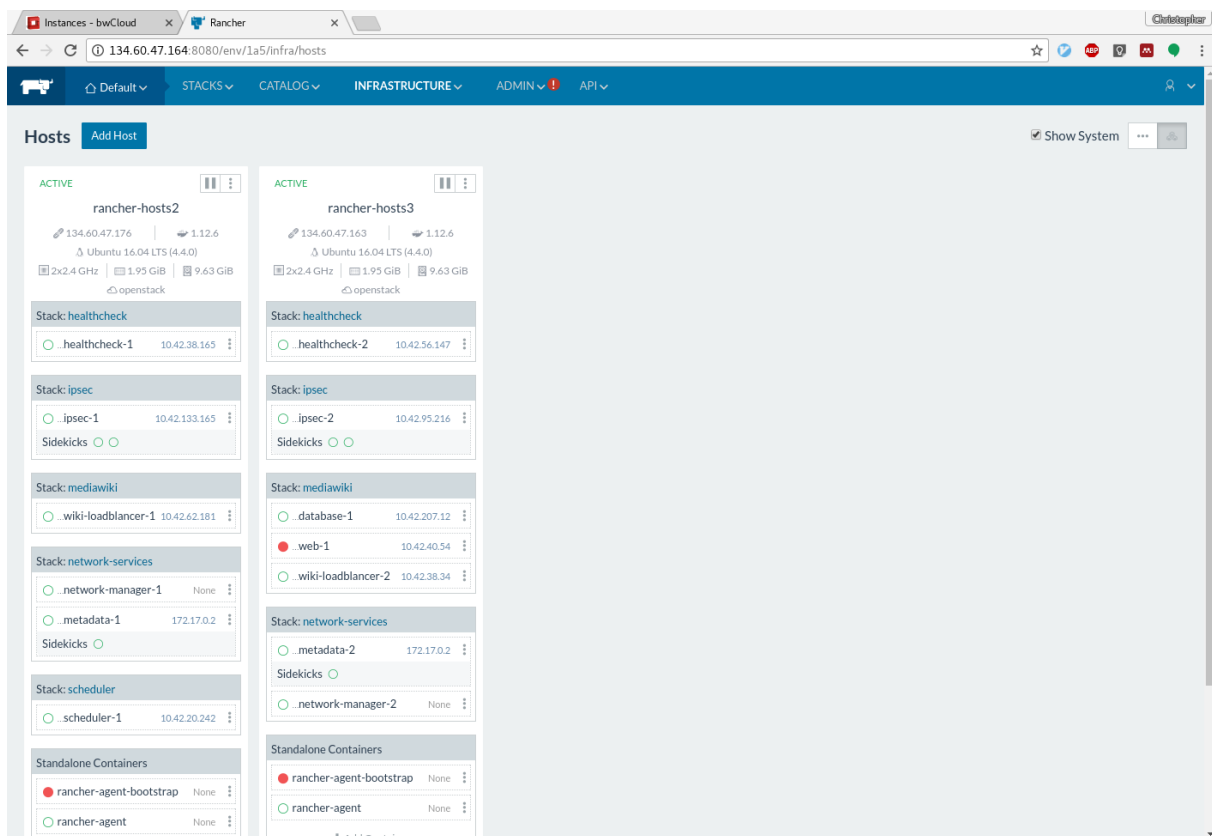 Instances - bwCloud
Rancher
Christopher
134.60.47.164:8080/env/1a5/infra/hosts
ABP
Default
STACKS
CATALOG
INFRASTRUCTURE
ADMIN
API
Hosts
Add Host
Show System
ACTIVE
rancher-hosts2
134.60.47.176
1.12.6
Ubuntu 16.04 LTS (4.4.0)
2x2.4 GHz
1.95 GiB
9.63 GiB
openstack
Stack: healthcheck
...healthcheck-1 10.42.38.165
Stack: ipsec
...ipsec-1 10.42.133.165
Sidekicks
Stack: mediawiki
...wiki-loadblancer-1 10.42.62.181
Stack: network-services
...network-manager-1 None
...metadata-1 172.17.0.2
Sidekicks
Stack: scheduler
...scheduler-1 10.42.20.242
Standalone Containers
rancher-agent-bootstrap None
rancher-agent None
ACTIVE
rancher-hosts3
134.60.47.163
1.12.6
Ubuntu 16.04 LTS (4.4.0)
2x2.4 GHz
1.95 GiB
9.63 GiB
openstack
Stack: healthcheck
...healthcheck-2 10.42.56.147
Stack: ipsec
...ipsec-2 10.42.95.216
Sidekicks
Stack: mediawiki
...database-1 10.42.207.12
...web-1 10.42.40.54
...wiki-loadblancer-2 10.42.38.34
Stack: network-services
...metadata-2 172.17.0.2
Sidekicks
...network-manager-2 None
Standalone Containers
rancher-agent-bootstrap None
rancher-agent None